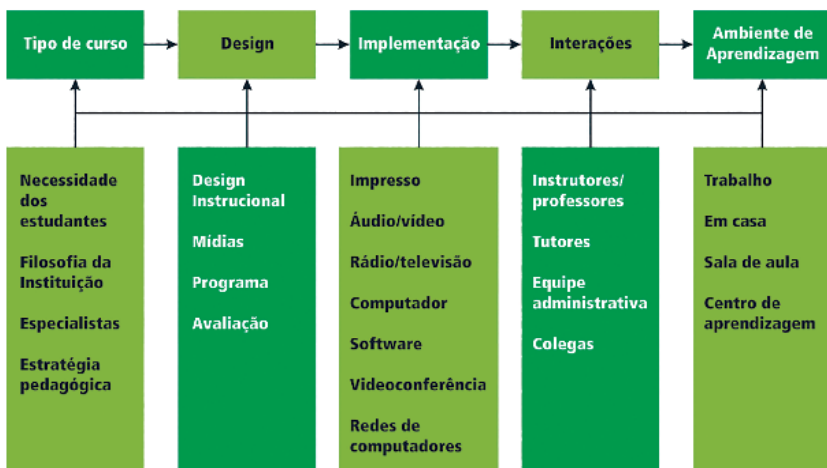 Tipo de curso
Design
Implementação
Interações
Ambiente de
Aprendizagem
Necessidade
dos
estudantes
Filosofia da
Instituição
Especialistas
Estratégia
pedagógica
Design
Instrucional
Mídias
Programa
Avaliação
Impresso
Áudio/vídeo
Rádio/televisão
Computador
Software
Videoconferência
Redes de
computadores
Instrutores/
professores
Tutores
Equipe
administrativa
Colegas
Trabalho
Em casa
Sala de aula
Centro de
aprendizagem